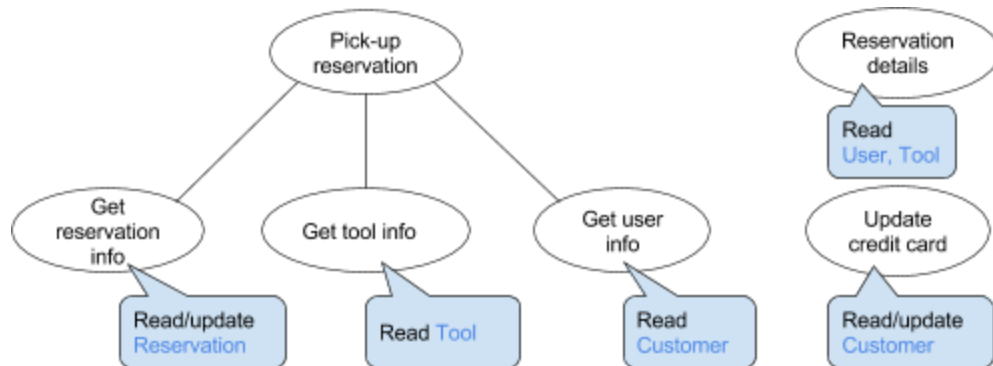 Pick-up
reservation
Reservation
details
Read
User, Tool
Get
reservation
info
Get tool info
Get user
info
Update
credit card
Read/update
Reservation
Read Tool
Read
Customer
Read/update
Customer